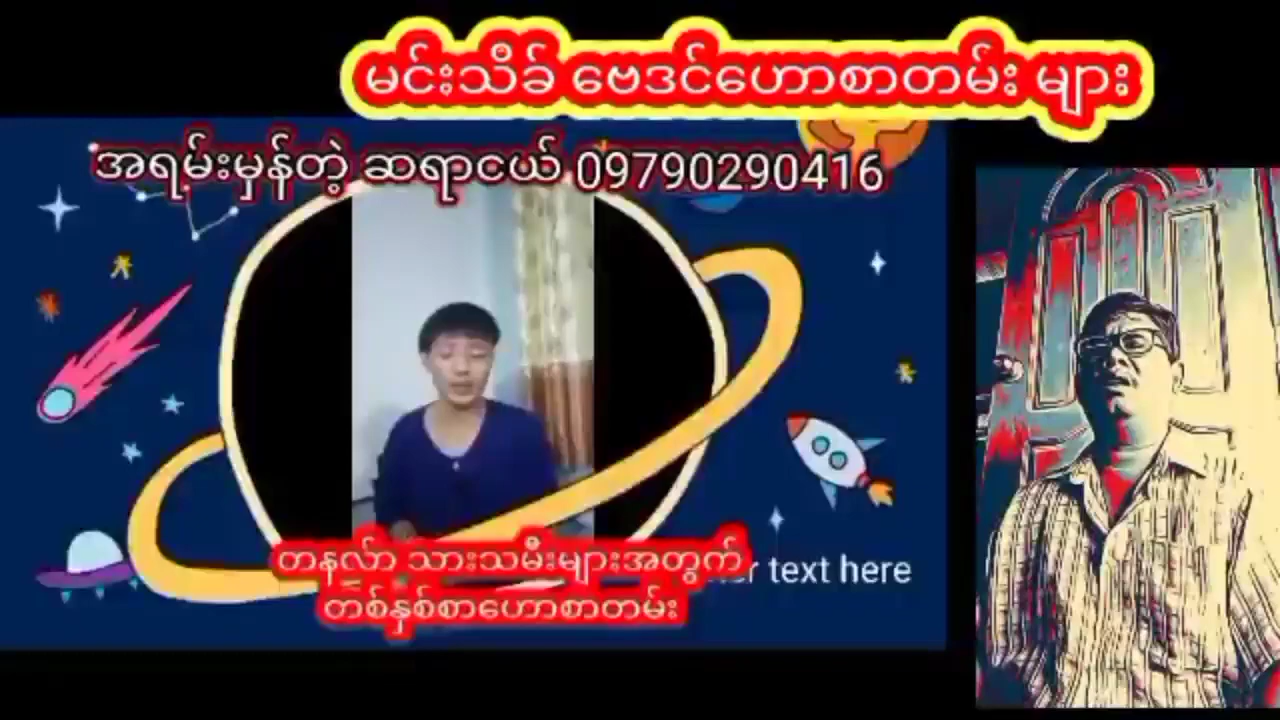 မင်းသိခ် ဗေဒင်ဟောစာတမ်း များ
အရမ်းမှန်တဲ့ ဆရာငယ် 09790290416
တနလ်ာ သားသမီးများအတွက်
text here
တစ်နှစ်စာဟောစာတမ်း